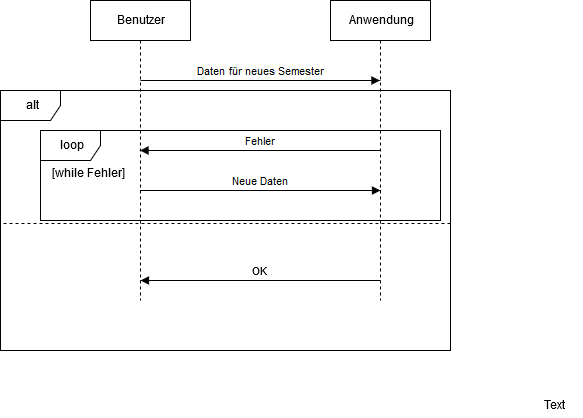 Benutzer
Anwendung
Daten für neues Semester
alt
loop
Fehler
[while Fehler]
Neue Daten
OK
Text